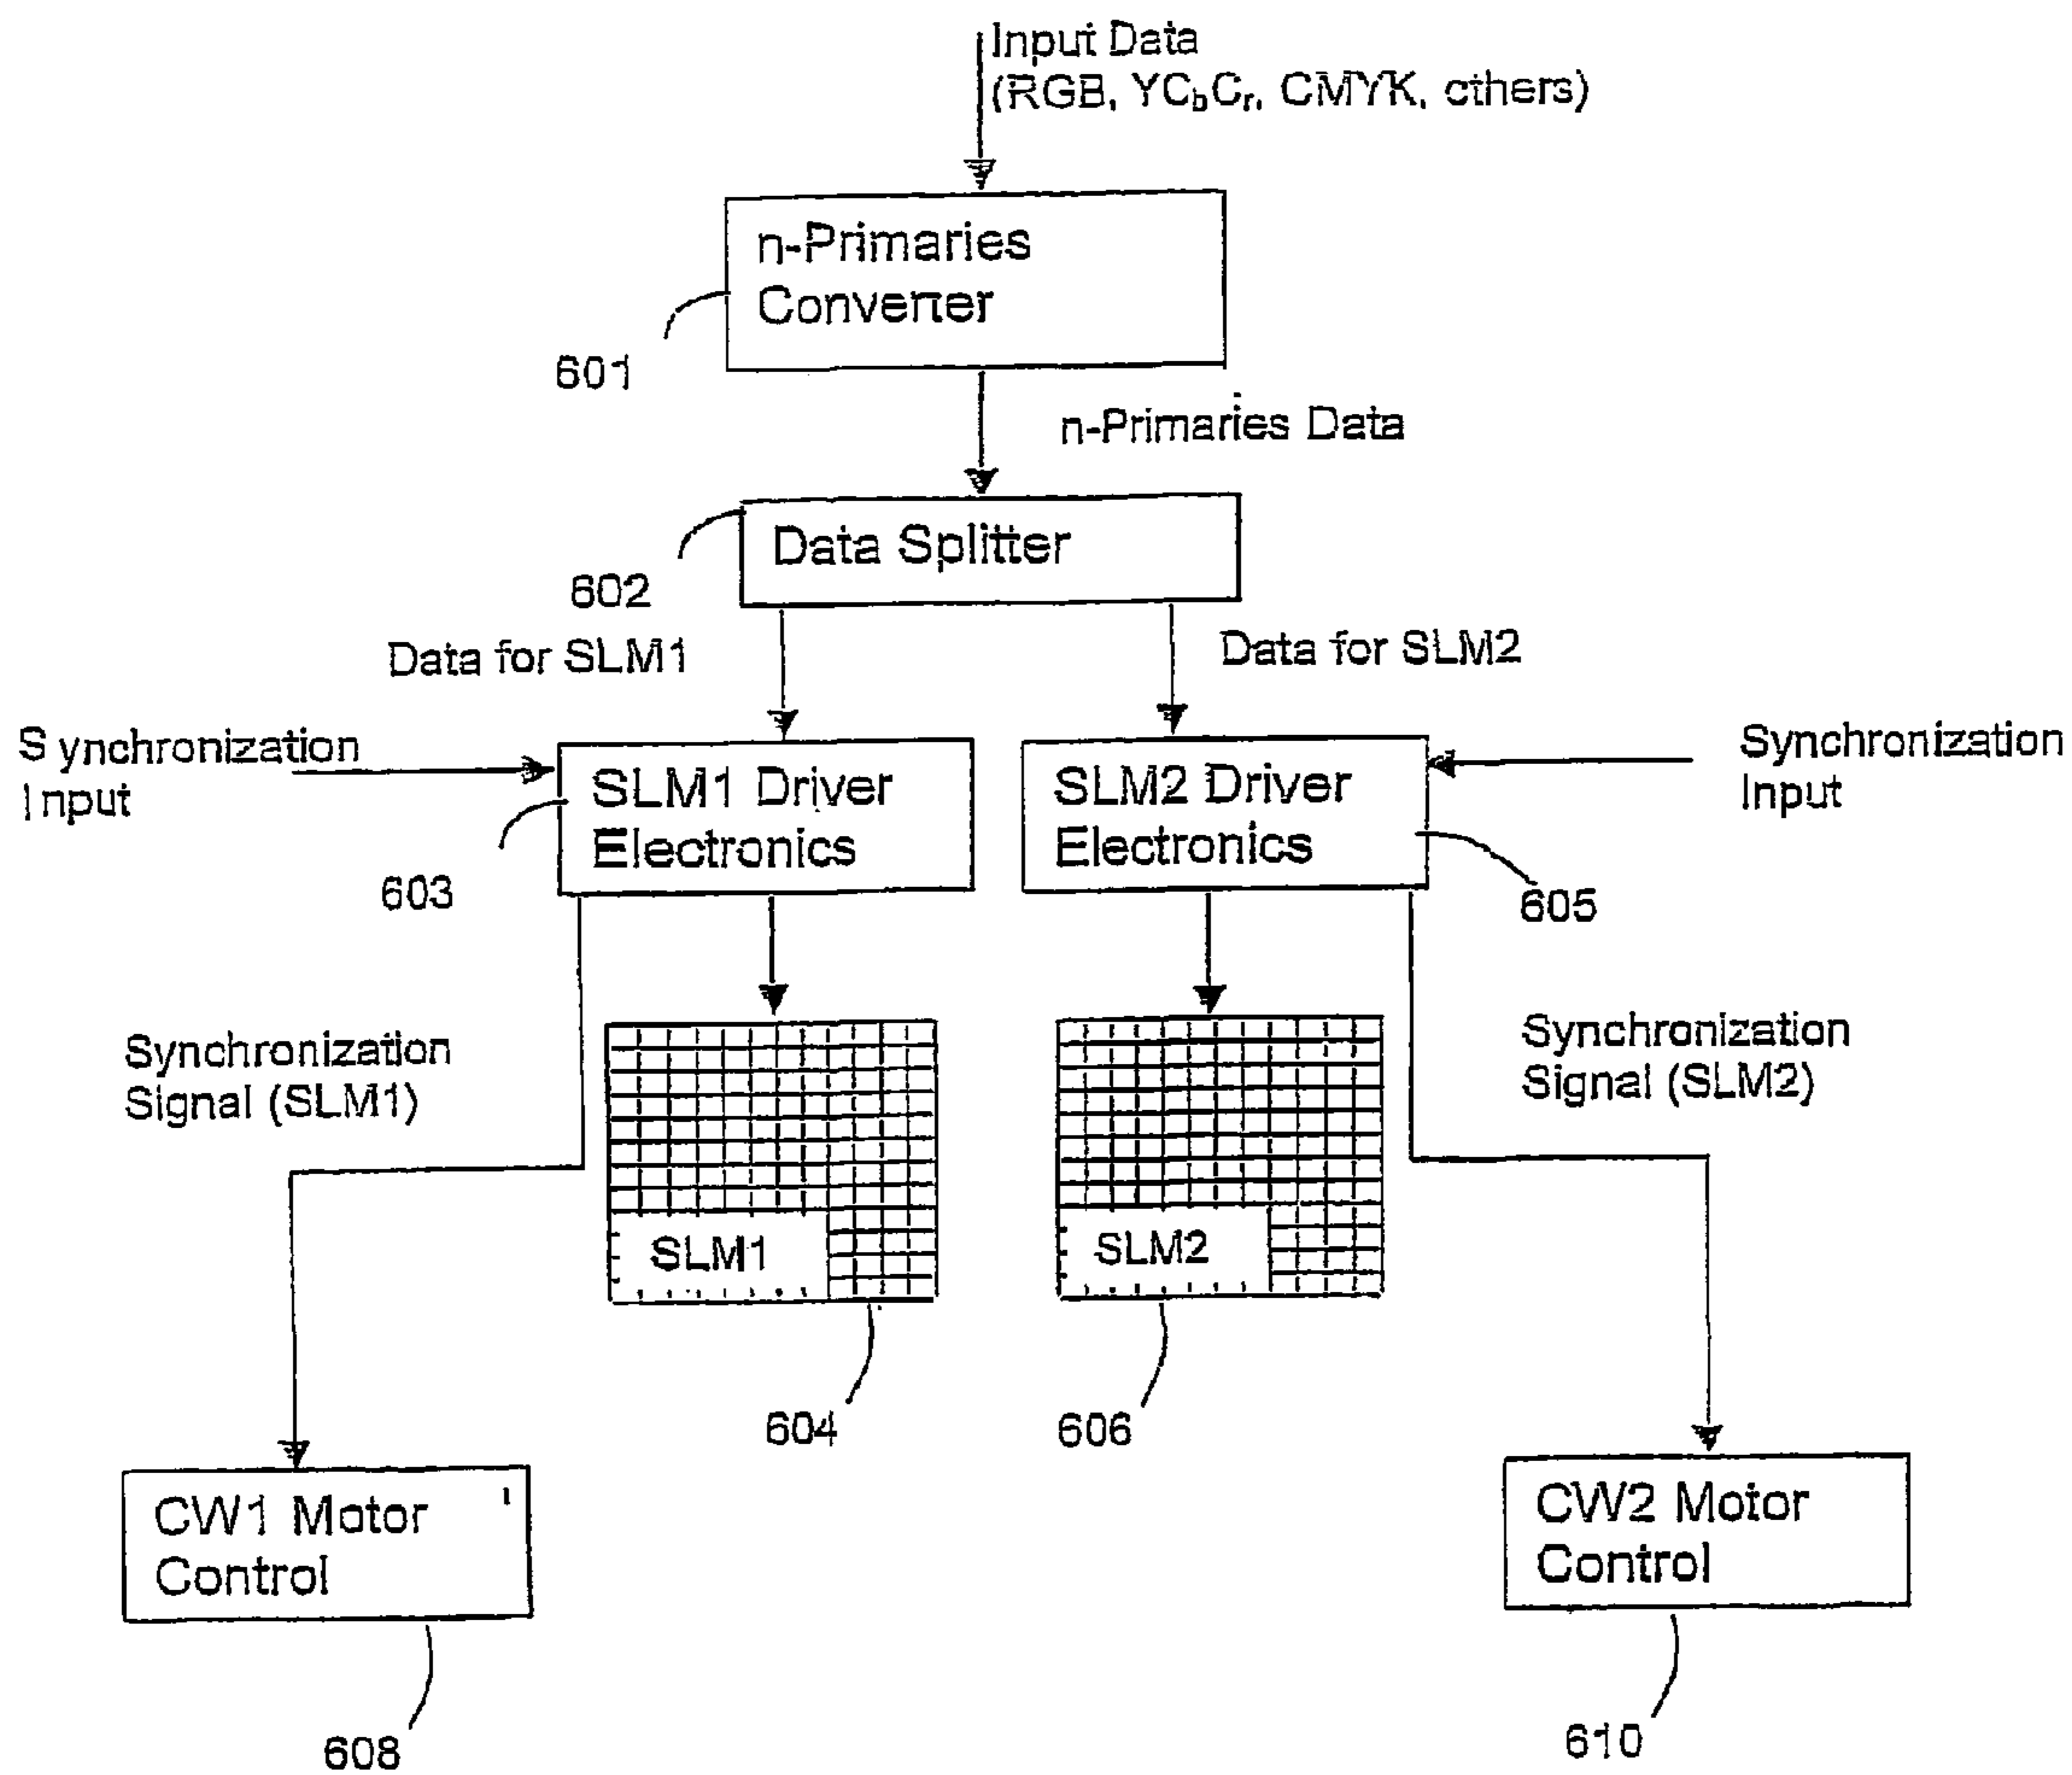 Input Data
(RGB, YCbCr, CMYK, others)
n-Primaries
Converter
601
n-Primaries Data
Data Splitter
602
Data for SLM1
Data for SLM2
Synchronization
Input
SLM1 Driver
Electronics
603
SLM2 Driver
Electronics
605
Synchronization
Input
Synchronization
Signal (SLM1)
SLM1
604
SLM2
606
Synchronization
Signal (SLM2)
CW1 Motor
Control
608
CW2 Motor
Control
610